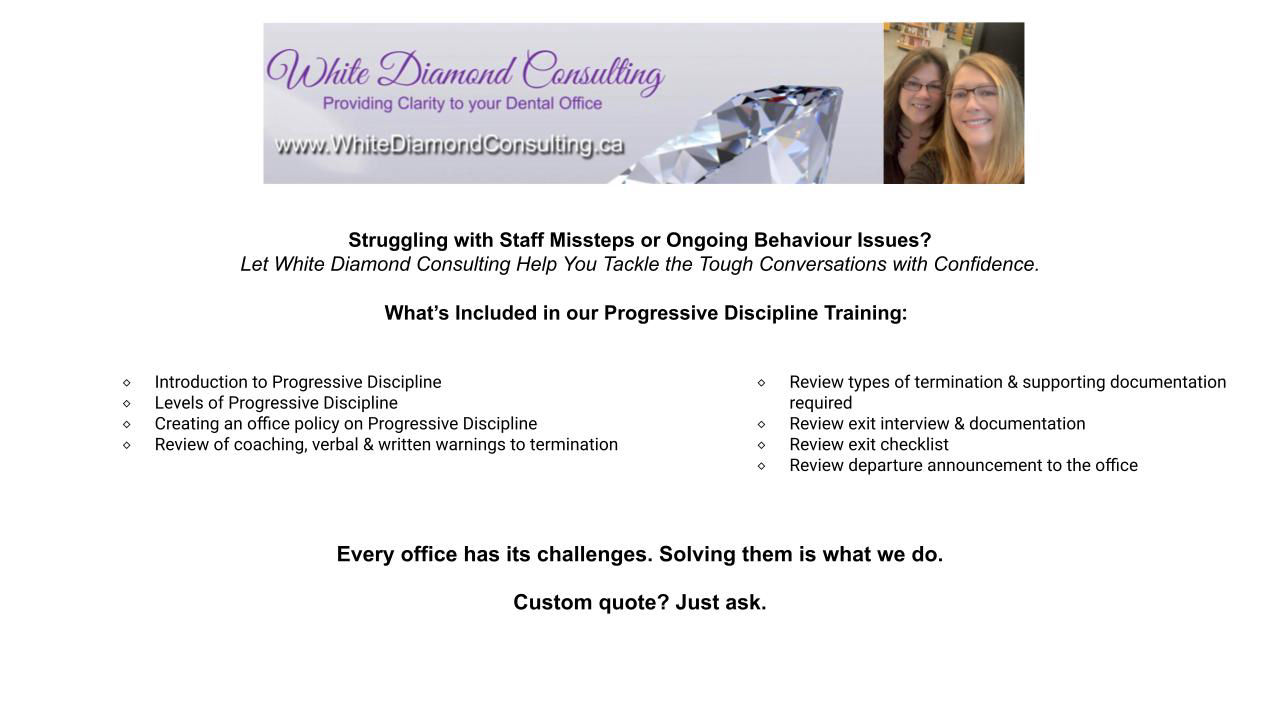 White Diamond Consulting
Providing Clarity to your Dental Office
www.WhiteDiamondConsulting.ca
Struggling with Staff Missteps or Ongoing Behaviour Issues?
Let White Diamond Consulting Help You Tackle the Tough Conversations with Confidence.
What’s Included in our Progressive Discipline Training:
◇ Introduction to Progressive Discipline
◇ Levels of Progressive Discipline
◇ Creating an office policy on Progressive Discipline
◇ Review of coaching, verbal & written warnings to termination
◇ Review types of termination & supporting documentation
required
◇ Review exit interview & documentation
◇ Review exit checklist
◇ Review departure announcement to the office
Every office has its challenges. Solving them is what we do.
Custom quote? Just ask.